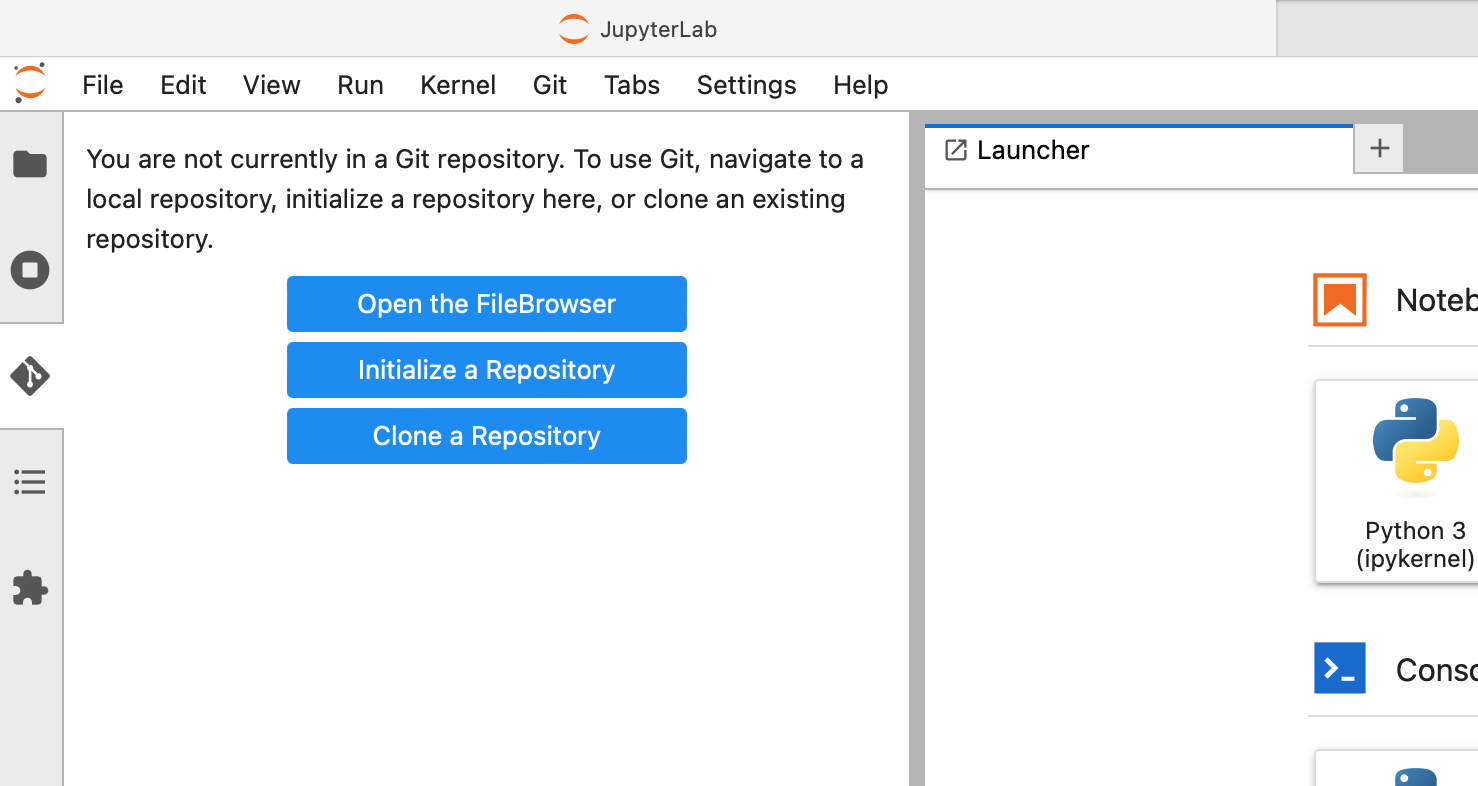 JupyterLab
File Edit View Run Kernel Git Tabs Settings Help
You are not currently in a Git repository. To use Git, navigate to a
local repository, initialize a repository here, or clone an existing
repository.
Open the FileBrowser
Initialize a Repository
Clone a Repository
Launcher
Noteb
Python 3
(ipykernel)
Conso